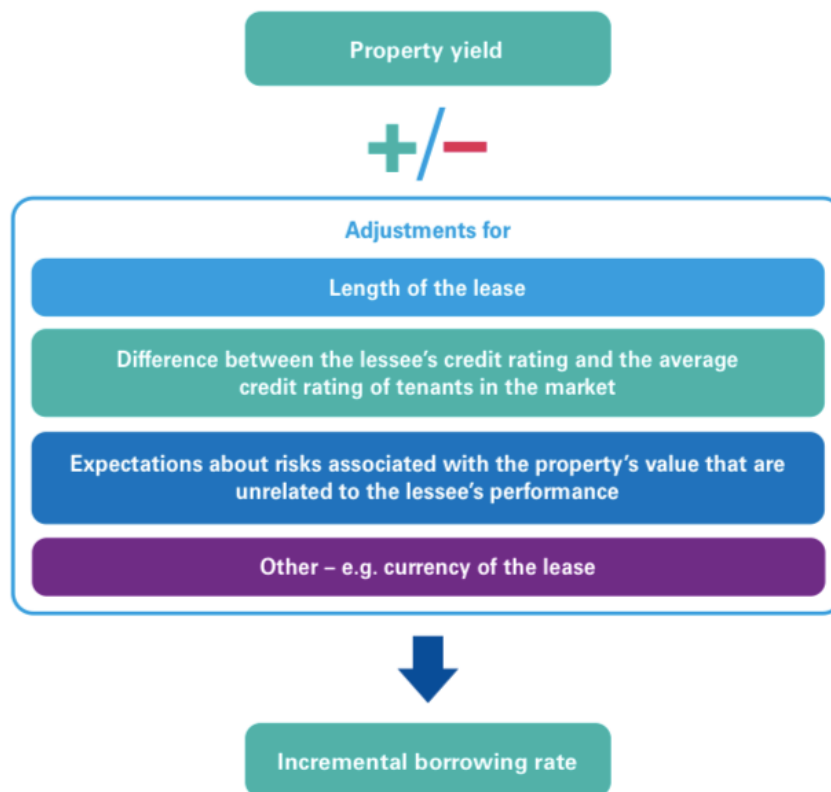 Property yield
+/−
Adjustments for
Length of the lease
Difference between the lessee’s credit rating and the average
credit rating of tenants in the market
Expectations about risks associated with the property’s value that are
unrelated to the lessee’s performance
Other – e.g. currency of the lease
Incremental borrowing rate